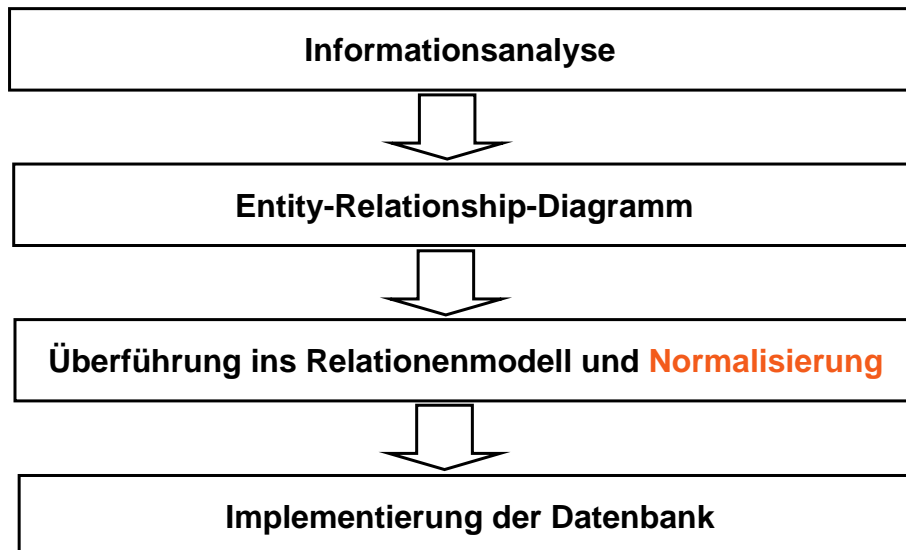 Informationsanalyse
Entity-Relationship-Diagramm
Überführung ins Relationenmodell und Normalisierung
Implementierung der Datenbank